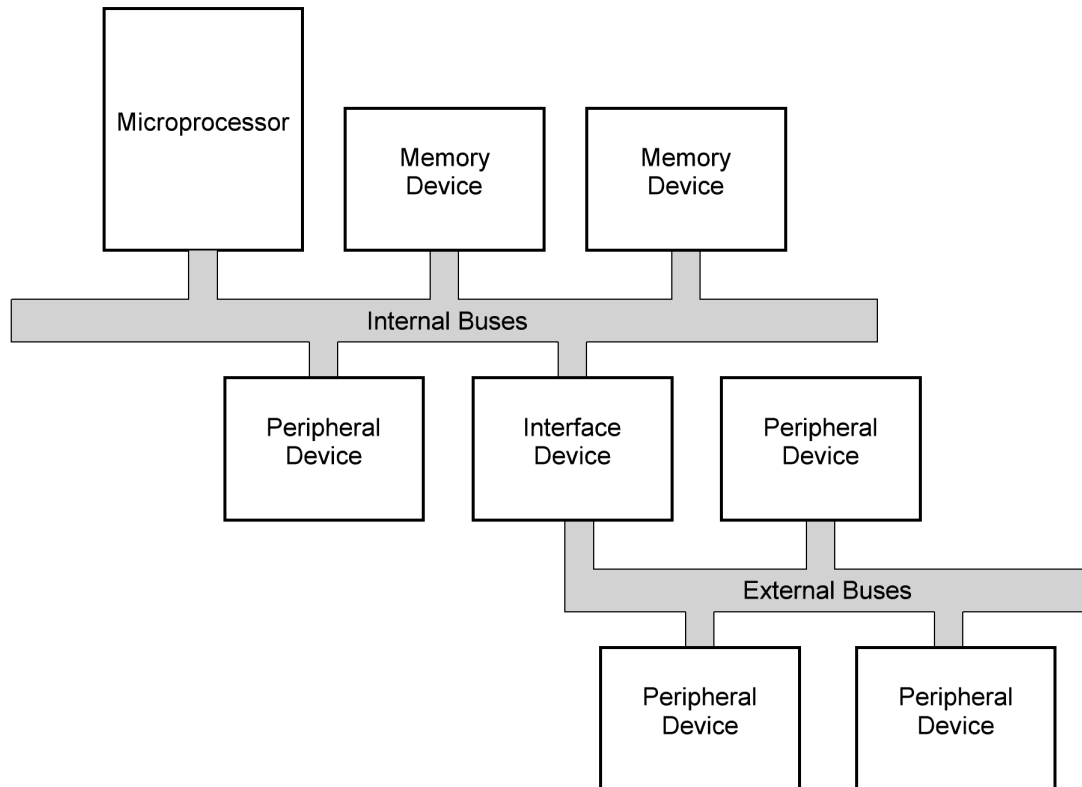 Microprocessor
Memory
Device
Memory
Device
Internal Buses
Peripheral
Device
Interface
Device
Peripheral
Device
External Buses
Peripheral
Device
Peripheral
Device